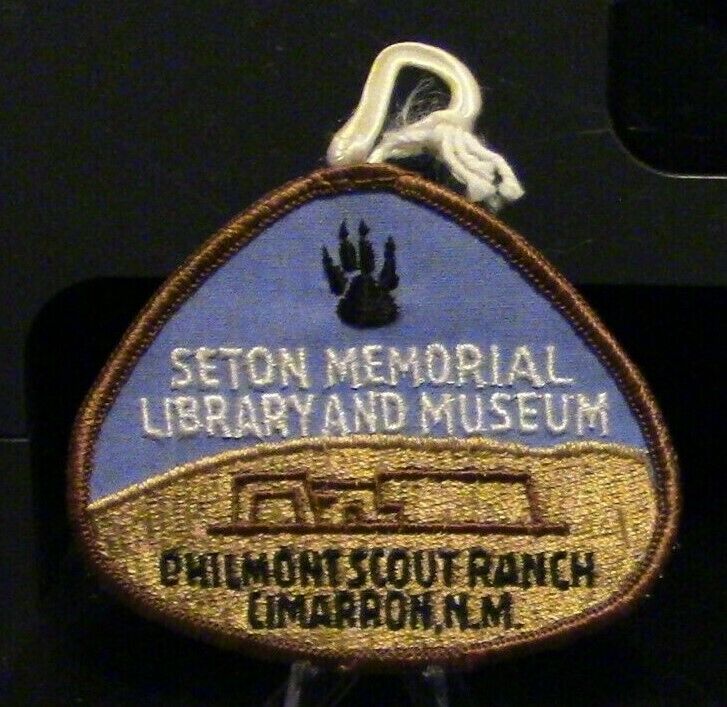 SETON MEMORIAL
LIBRARY AND MUSEUM
PHILMONT SCOUT RANCH
CIMARRON, N.M.